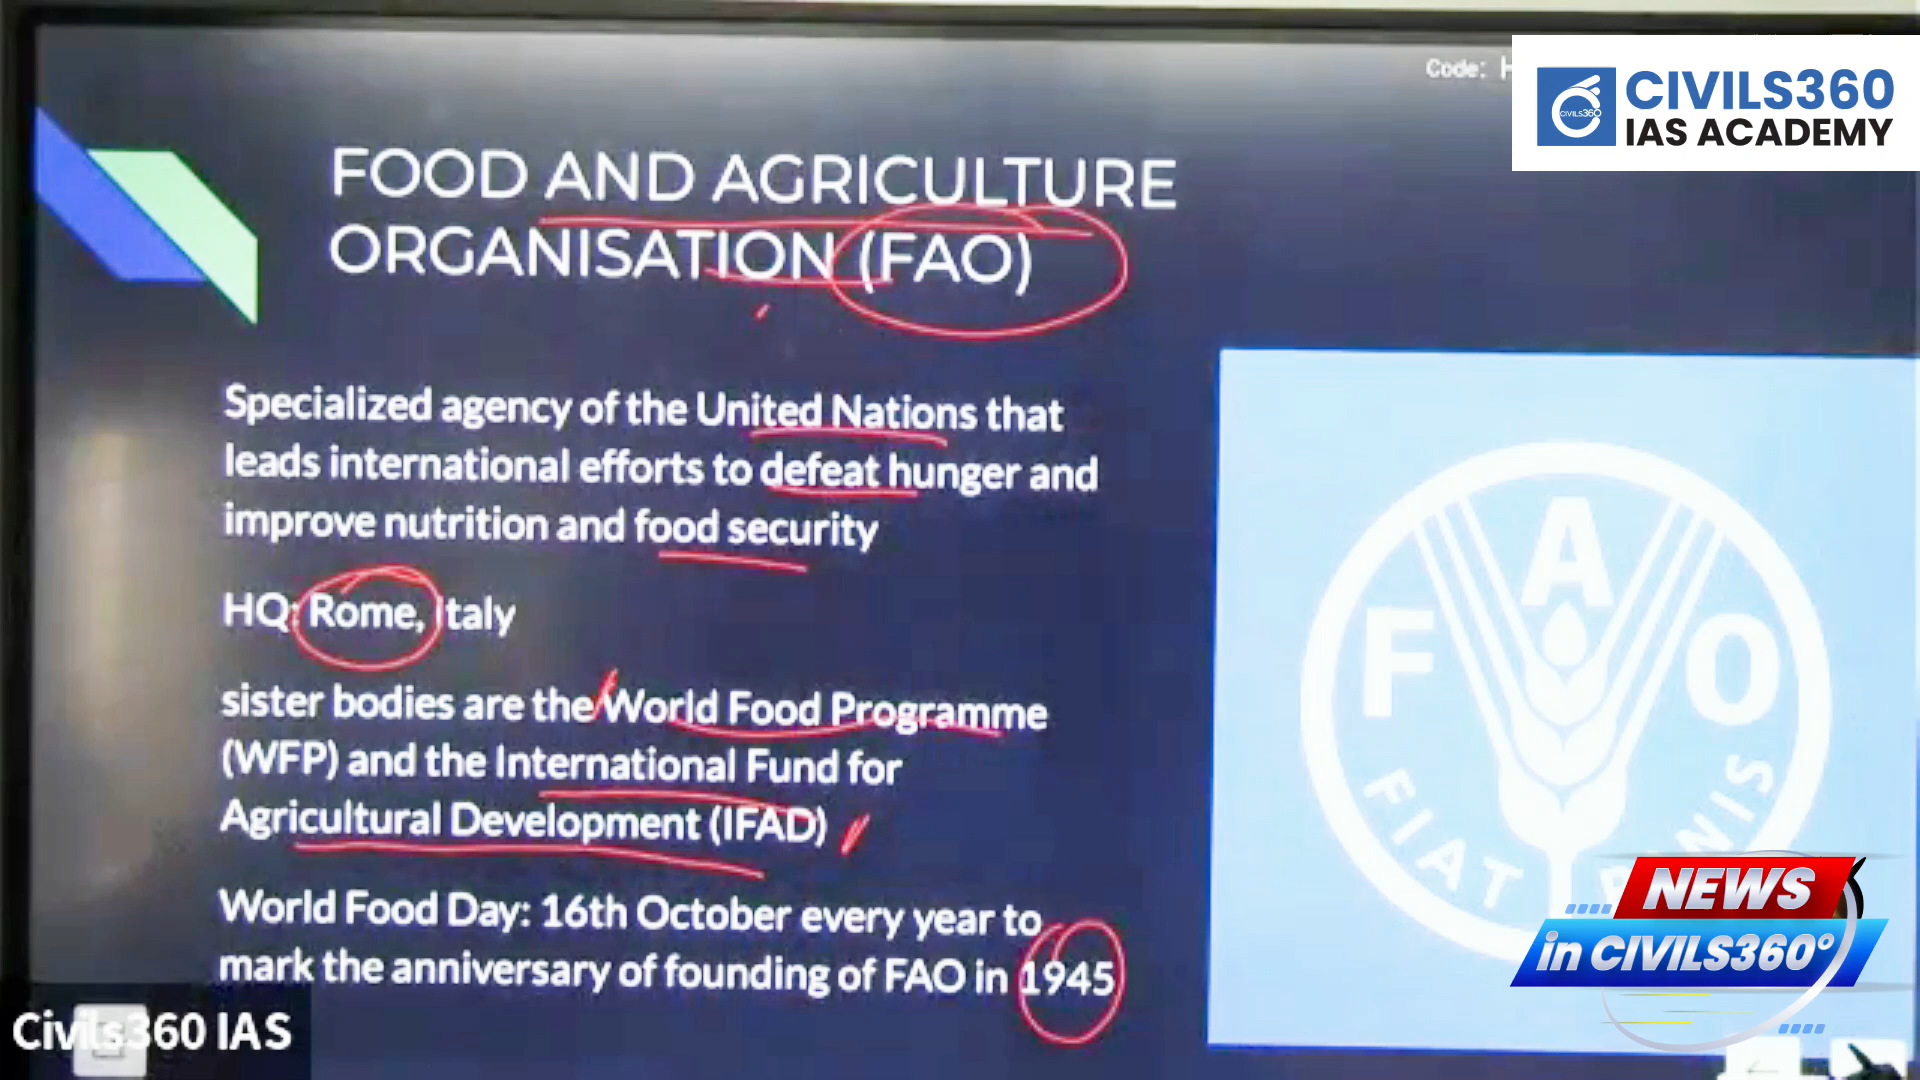 Code: H
CIVILS360
IAS ACADEMY
CIVILS360
FOOD AND AGRICULTURE
ORGANISATION (FAO)
Specialized agency of the United Nations that
leads international efforts to defeat hunger and
improve nutrition and food security
HQ: Rome, Italy
sister bodies are the World Food Programme
(WFP) and the International Fund for
Agricultural Development (IFAD)
World Food Day: 16th October every year to
mark the anniversary of founding of FAO in 1945
F A O
FIAT
NIS
NEWS
in CIVILS360°
Civils360 IAS